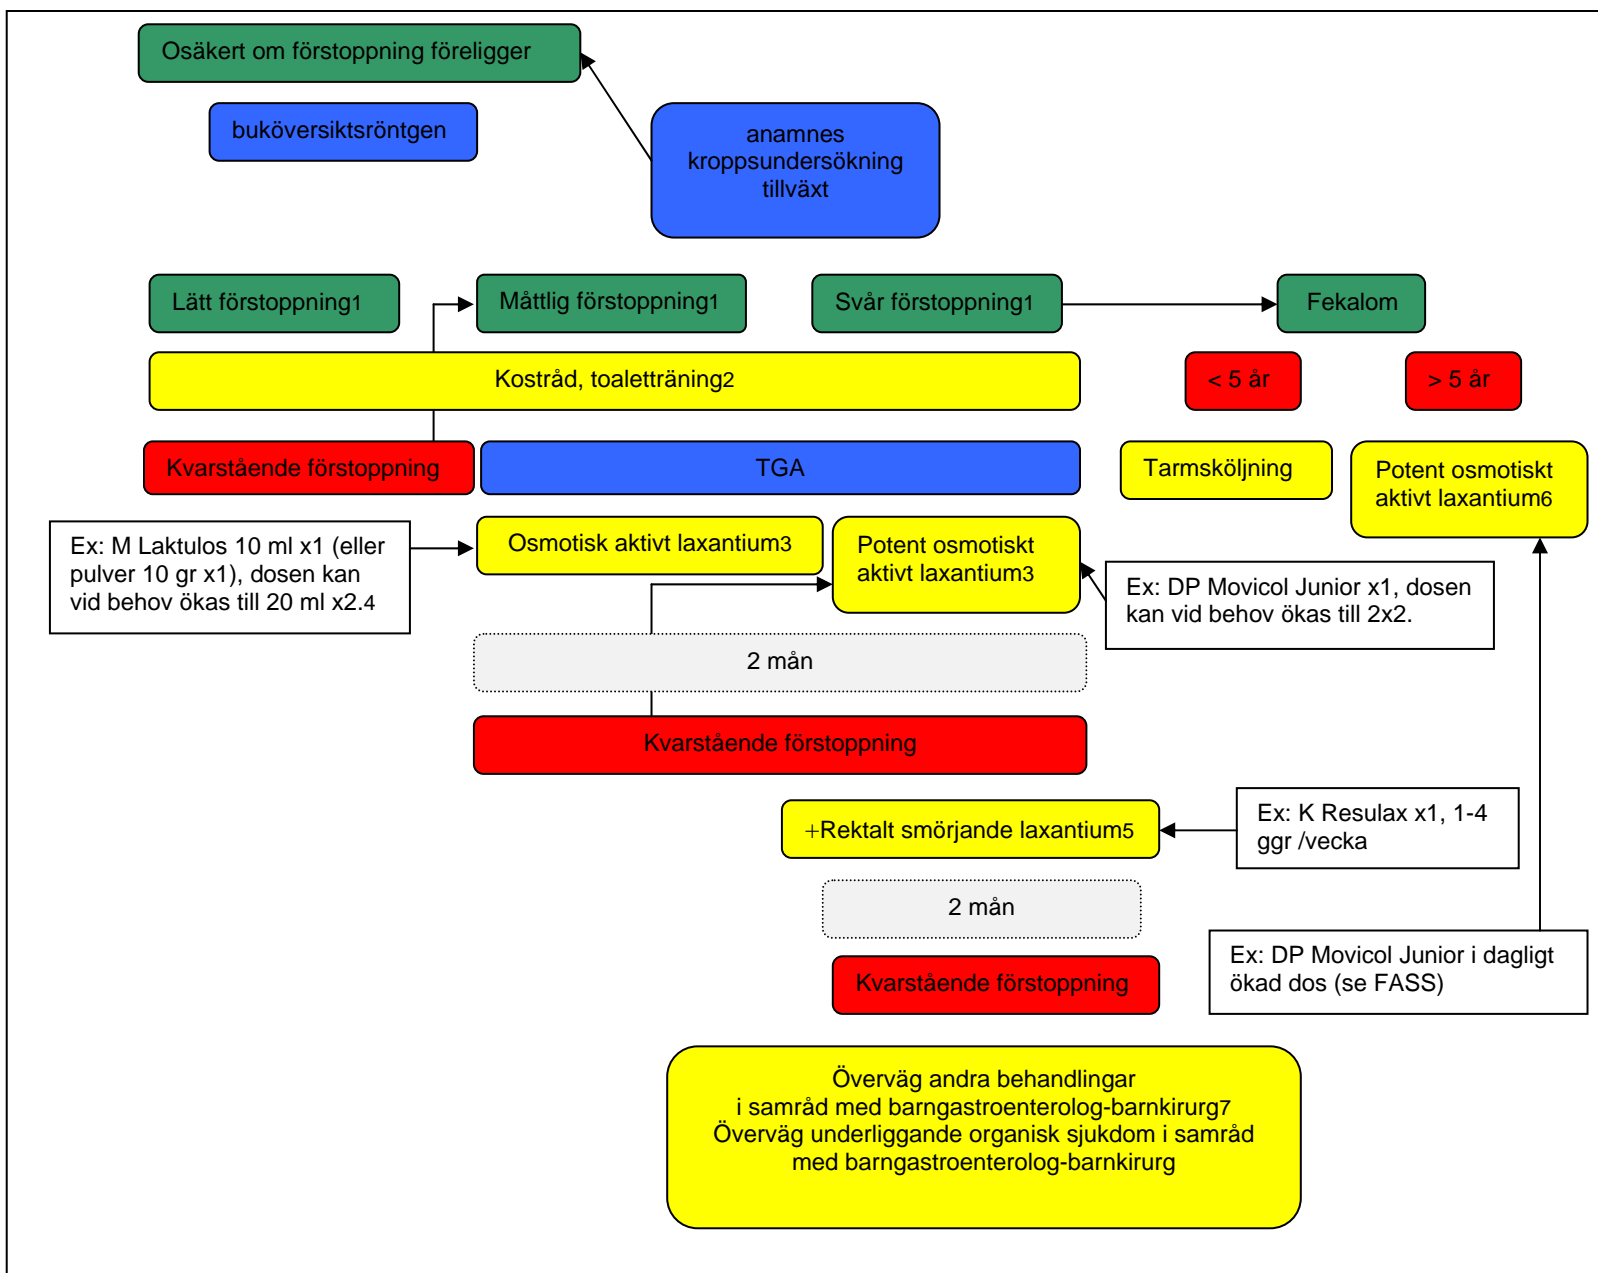 Osäkert om förstoppning föreligger
buköversiktsröntgen
anamnes
kroppsundersökning
tillväxt
Lätt förstoppning1
Måttlig förstoppning1
Svår förstoppning1
Fekalom
Kostråd, toaletträning2
< 5 år
> 5 år
Kvarstående förstoppning
TGA
Tarmsköljning
Potent osmotiskt
aktivt laxantium6
Ex: M Laktulos 10 ml x1 (eller
pulver 10 gr x1), dosen kan
vid behov ökas till 20 ml x2.4
Osmotisk aktivt laxantium3
Potent osmotiskt
aktivt laxantium3
Ex: DP Movicol Junior x1, dosen
kan vid behov ökas till 2x2.
2 mån
Kvarstående förstoppning
+Rektalt smörjande laxantium5
Ex: K Resulax x1, 1-4
ggr /vecka
2 mån
Kvarstående förstoppning
Ex: DP Movicol Junior i dagligt
ökad dos (se FASS)
Överväg andra behandlingar
i samråd med barngastroenterolog-barnkirurg7
Överväg underliggande organisk sjukdom i samråd
med barngastroenterolog-barnkirurg